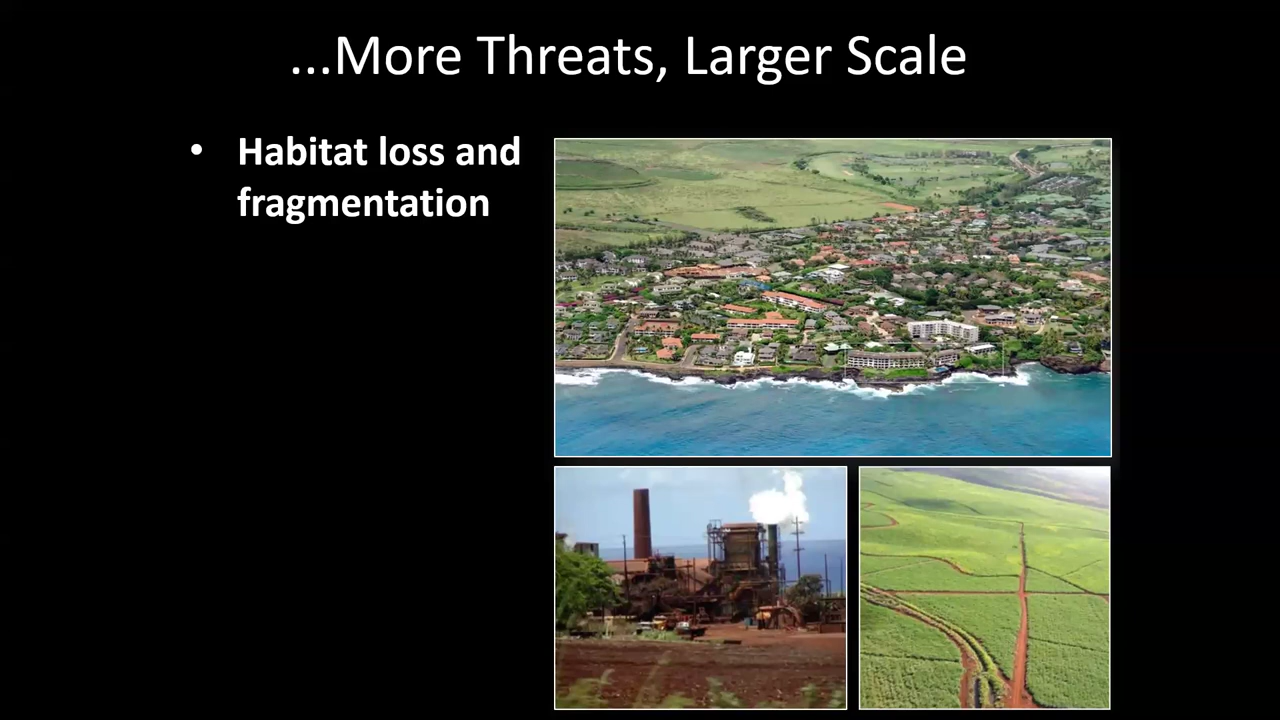 ...More Threats, Larger Scale
• Habitat loss and
fragmentation